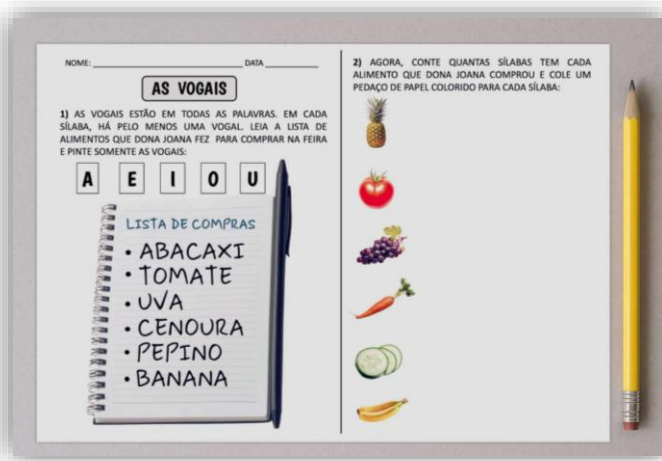 NOME: ________________ DATA ________
AS VOGAIS
1) AS VOGAIS ESTÃO EM TODAS AS PALAVRAS. EM CADA
SÍLABA, HÁ PELO MENOS UMA VOGAL. LEIA A LISTA DE
ALIMENTOS QUE DONA JOANA FEZ PARA COMPRAR NA FEIRA
E PINTE SOMENTE AS VOGAIS:
A E I O U
LISTA DE COMPRAS
• ABACAXI
• TOMATE
• UVA
• CENOURA
• PEPINO
• BANANA
2) AGORA, CONTE QUANTAS SÍLABAS TEM CADA
ALIMENTO QUE DONA JOANA COMPROU E COLE UM
PEDAÇO DE PAPEL COLORIDO PARA CADA SÍLABA: